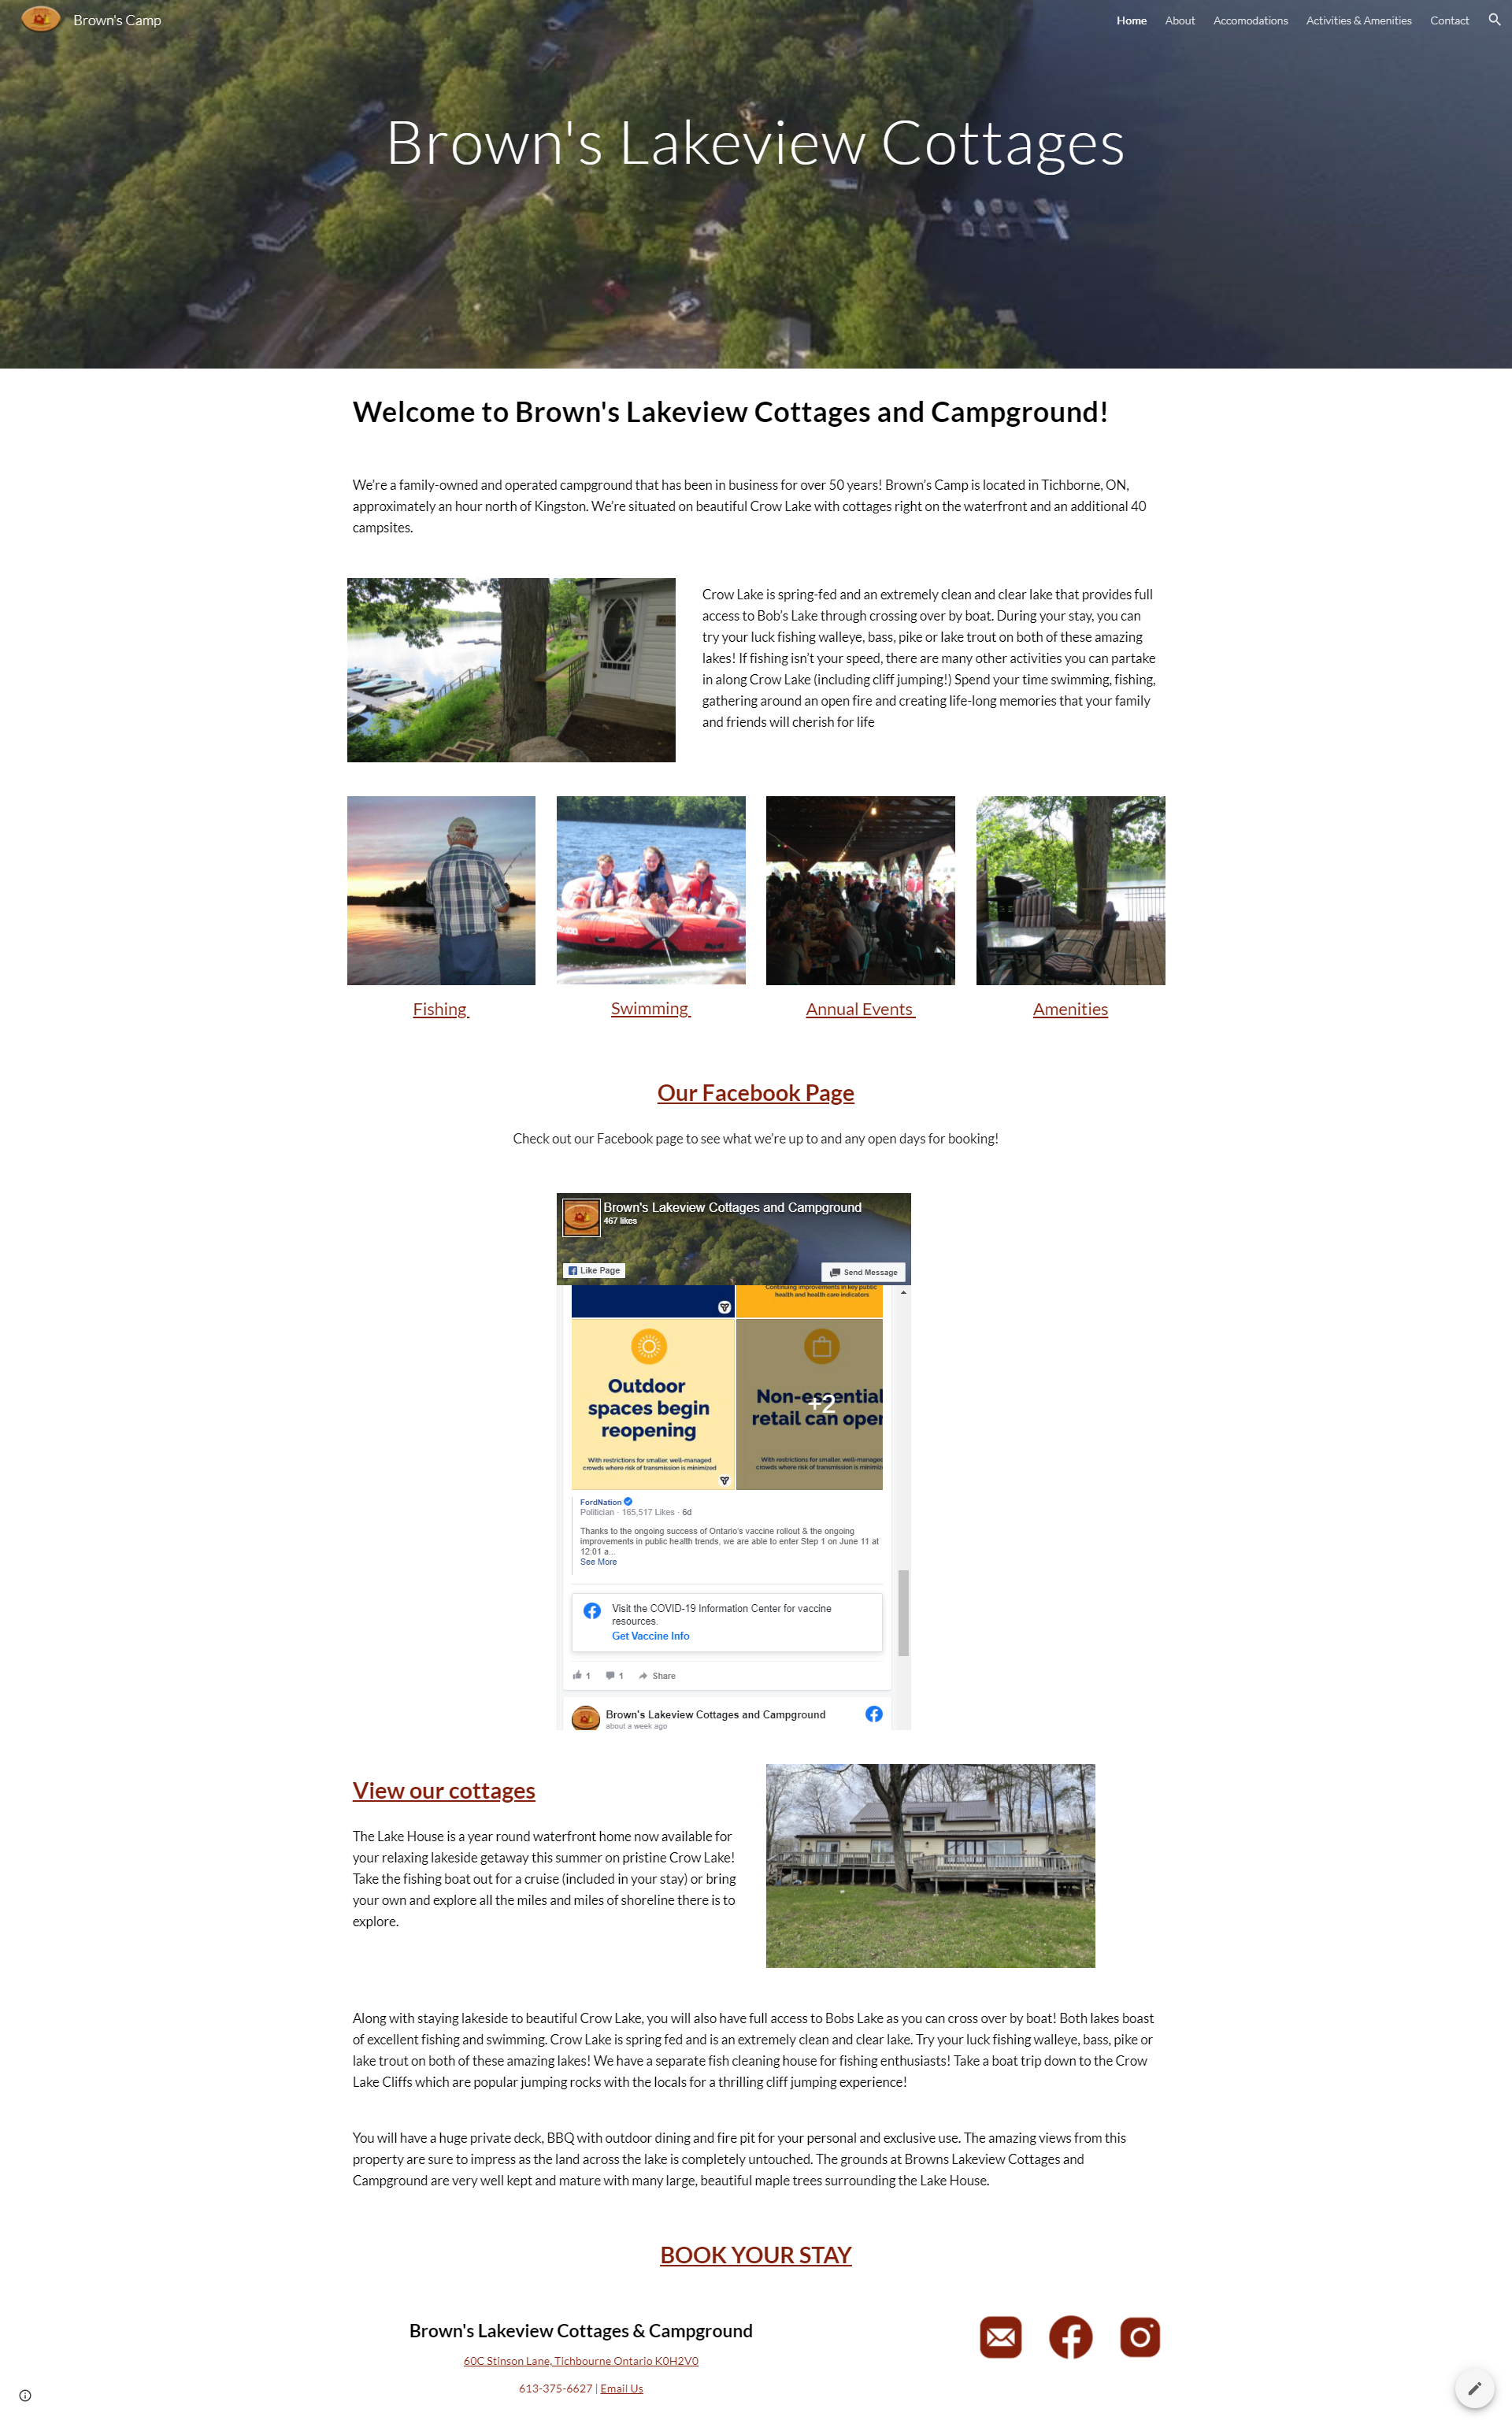 Brown's Camp
Home About Accomodations Activities & Amenities Contact
Brown's Lakeview Cottages
Welcome to Brown's Lakeview Cottages and Campground!
We're a family-owned and operated campground that has been in business for over 50 years! Brown's Camp is located in Tichborne, ON,
approximately an hour north of Kingston. We're situated on beautiful Crow Lake with cottages right on the waterfront and an additional 40
campsites.
Crow Lake is spring-fed and an extremely clean and clear lake that provides full
access to Bob's Lake through crossing over by boat. During your stay, you can
try your luck fishing walleye, bass, pike or lake trout on both of these amazing
lakes! If fishing isn't your speed, there are many other activities you can partake
in along Crow Lake (including cliff jumping!) Spend your time swimming, fishing,
gathering around an open fire and creating life-long memories that your family
and friends will cherish for life
Fishing
Swimming
Annual Events
Amenities
Our Facebook Page
Check out our Facebook page to see what we're up to and any open days for booking!
Brown's Lakeview Cottages and Campground
467 likes
Like Page
Send Message
Continuing improvements in key public
health and health care indicators
Outdoor
spaces begin
reopening
With restrictions for smaller, well-managed
crowds where risk of transmission is minimized
Non-essential
retail can open
+2
With restrictions for smaller, well-managed
crowds where risk of transmission is minimized
FordNation
Politician · 165,517 Likes · 6d
Thanks to the ongoing success of Ontario's vaccine rollout & the ongoing
improvements in public health trends, we are able to enter Step 1 on June 11 at
12:01 a...
See More
Visit the COVID-19 Information Center for vaccine
resources.
Get Vaccine Info
1 1 Share
Brown's Lakeview Cottages and Campground
about a week ago
View our cottages
The Lake House is a year round waterfront home now available for
your relaxing lakeside getaway this summer on pristine Crow Lake!
Take the fishing boat out for a cruise (included in your stay) or bring
your own and explore all the miles and miles of shoreline there is to
explore.
Along with staying lakeside to beautiful Crow Lake, you will also have full access to Bobs Lake as you can cross over by boat! Both lakes boast
of excellent fishing and swimming. Crow Lake is spring fed and is an extremely clean and clear lake. Try your luck fishing walleye, bass, pike or
lake trout on both of these amazing lakes! We have a separate fish cleaning house for fishing enthusiasts! Take a boat trip down to the Crow
Lake Cliffs which are popular jumping rocks with the locals for a thrilling cliff jumping experience!
You will have a huge private deck, BBQ with outdoor dining and fire pit for your personal and exclusive use. The amazing views from this
property are sure to impress as the land across the lake is completely untouched. The grounds at Browns Lakeview Cottages and
Campground are very well kept and mature with many large, beautiful maple trees surrounding the Lake House.
BOOK YOUR STAY
Brown's Lakeview Cottages & Campground
60C Stinson Lane, Tichbourne Ontario K0H2V0
613-375-6627 | Email Us